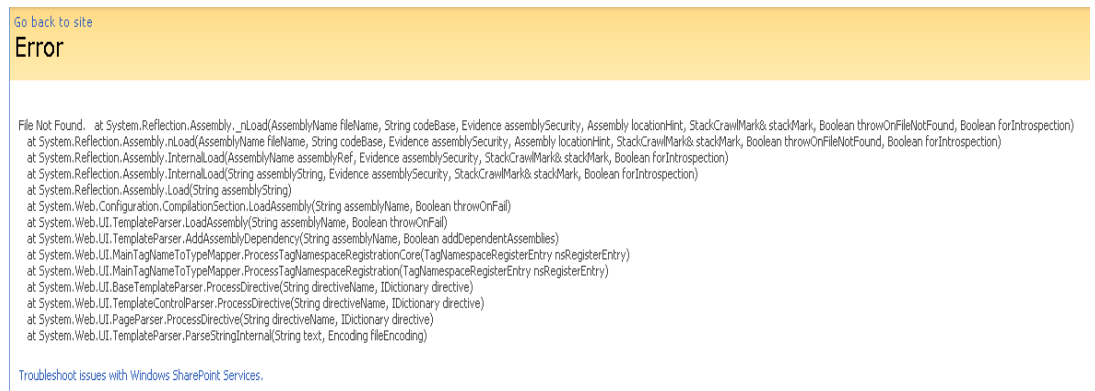 Go back to site
Error
File Not Found.   at System.Reflection.Assembly._nLoad(AssemblyName fileName, String codeBase, Evidence assemblySecurity, Assembly locationHint, StackCrawlMark& stackMark, Boolean throwOnFileNotFound, Boolean forIntrospection)
at System.Reflection.Assembly.nLoad(AssemblyName fileName, String codeBase, Evidence assemblySecurity, Assembly locationHint, StackCrawlMark& stackMark, Boolean throwOnFileNotFound, Boolean forIntrospection)
at System.Reflection.Assembly.InternalLoad(AssemblyName assemblyRef, Evidence assemblySecurity, StackCrawlMark& stackMark, Boolean forIntrospection)
at System.Reflection.Assembly.InternalLoad(String assemblyString, Evidence assemblySecurity, StackCrawlMark& stackMark, Boolean forIntrospection)
at System.Reflection.Assembly.Load(String assemblyString)
at System.Web.Configuration.CompilationSection.LoadAssembly(String assemblyName, Boolean throwOnFail)
at System.Web.UI.TemplateParser.LoadAssembly(String assemblyName, Boolean throwOnFail)
at System.Web.UI.TemplateParser.AddAssemblyDependency(String assemblyName, Boolean addDependentAssemblies)
at System.Web.UI.MainTagNameToTypeMapper.ProcessTagNamespaceRegistrationCore(TagNamespaceRegisterEntry nsRegisterEntry)
at System.Web.UI.MainTagNameToTypeMapper.ProcessTagNamespaceRegistration(TagNamespaceRegisterEntry nsRegisterEntry)
at System.Web.UI.BaseTemplateParser.ProcessDirective(String directiveName, IDictionary directive)
at System.Web.UI.TemplateControlParser.ProcessDirective(String directiveName, IDictionary directive)
at System.Web.UI.PageParser.ProcessDirective(String directiveName, IDictionary directive)
at System.Web.UI.TemplateParser.ParseStringInternal(String text, Encoding fileEncoding)
Troubleshoot issues with Windows SharePoint Services.